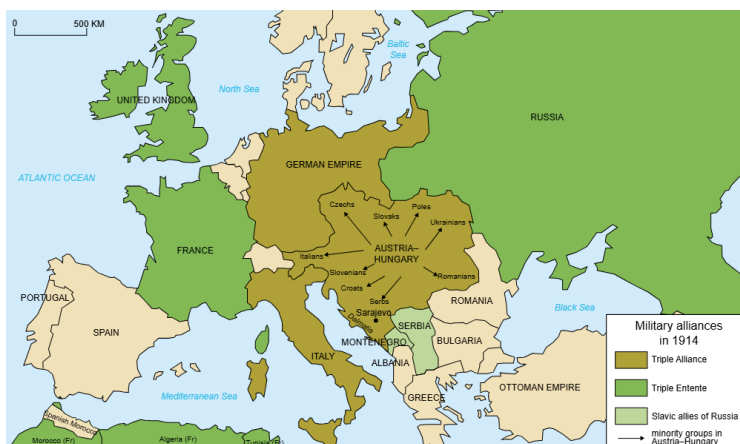 0 500 KM
Baltic
Sea
North Sea
UNITED KINGDOM
RUSSIA
ATLANTIC OCEAN
GERMAN EMPIRE
Czechs
Slovaks
Poles
Ukrainians
FRANCE
AUSTRIA–
HUNGARY
Italians
Slovenians
Romanians
Croats
Serbs
PORTUGAL
SPAIN
ROMANIA
Black Sea
Sarajevo
Dalmatia
SERBIA
MONTENEGRO
BULGARIA
ITALY
ALBANIA
GREECE
OTTOMAN EMPIRE
Mediterranean Sea
Spanish Morocco
Morocco (Fr)
Algeria (Fr)
Tunisia (Fr)
Military alliances
in 1914
Triple Alliance
Triple Entente
Slavic allies of Russia
minority groups in
Austria–Hungary